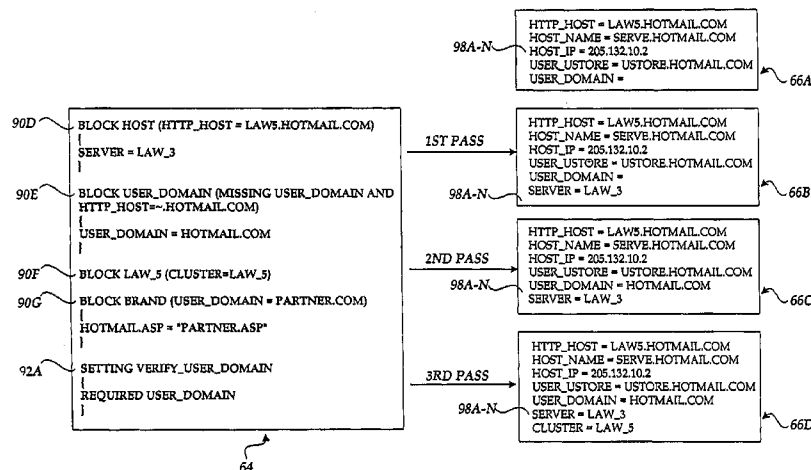 HTTP_HOST = LAW5.HOTMAIL.COM
HOST_NAME = SERVE.HOTMAIL.COM
98A-N
HOST_IP = 205.132.10.2
USER_USTORE = USTORE.HOTMAIL.COM
USER_DOMAIN =
66A
90D
BLOCK HOST (HTTP_HOST = LAW5.HOTMAIL.COM)
{
SERVER = LAW_3
}
90E
BLOCK USER_DOMAIN (MISSING USER_DOMAIN AND
HTTP_HOST=~.HOTMAIL.COM)
{
USER_DOMAIN = HOTMAIL.COM
}
90F
BLOCK LAW_5 (CLUSTER=LAW_5)
90G
BLOCK BRAND (USER_DOMAIN = PARTNER.COM)
{
HOTMAIL.ASP = "PARTNER.ASP"
}
92A
SETTING VERIFY_USER_DOMAIN
{
REQUIRED USER_DOMAIN
}
64
1ST PASS
HTTP_HOST = LAW5.HOTMAIL.COM
HOST_NAME = SERVE.HOTMAIL.COM
HOST_IP = 205.132.10.2
USER_USTORE = USTORE.HOTMAIL.COM
USER_DOMAIN =
98A-N
SERVER = LAW_3
66B
2ND PASS
HTTP_HOST = LAW5.HOTMAIL.COM
HOST_NAME = SERVE.HOTMAIL.COM
HOST_IP = 205.132.10.2
USER_USTORE = USTORE.HOTMAIL.COM
98A-N
USER_DOMAIN = HOTMAIL.COM
SERVER = LAW_3
66C
3RD PASS
HTTP_HOST = LAW5.HOTMAIL.COM
HOST_NAME = SERVE.HOTMAIL.COM
HOST_IP = 205.132.10.2
USER_USTORE = USTORE.HOTMAIL.COM
USER_DOMAIN = HOTMAIL.COM
98A-N
SERVER = LAW_3
CLUSTER = LAW_5
66D